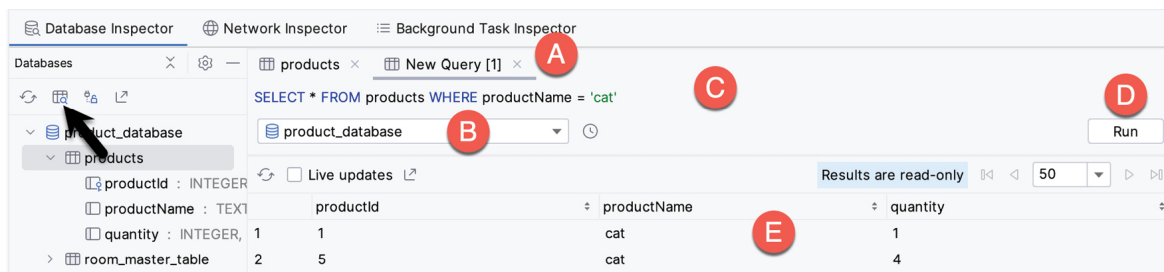 Database Inspector Network Inspector Background Task Inspector
Databases
products × New Query [1] ×
A
SELECT * FROM products WHERE productName = 'cat'
C
D
product_database
B
Run
product_database
products
productId : INTEGER
productName : TEXT
quantity : INTEGER,
room_master_table
Live updates
Results are read-only 50
productId productName quantity
1 1 cat 1
E
2 5 cat 4